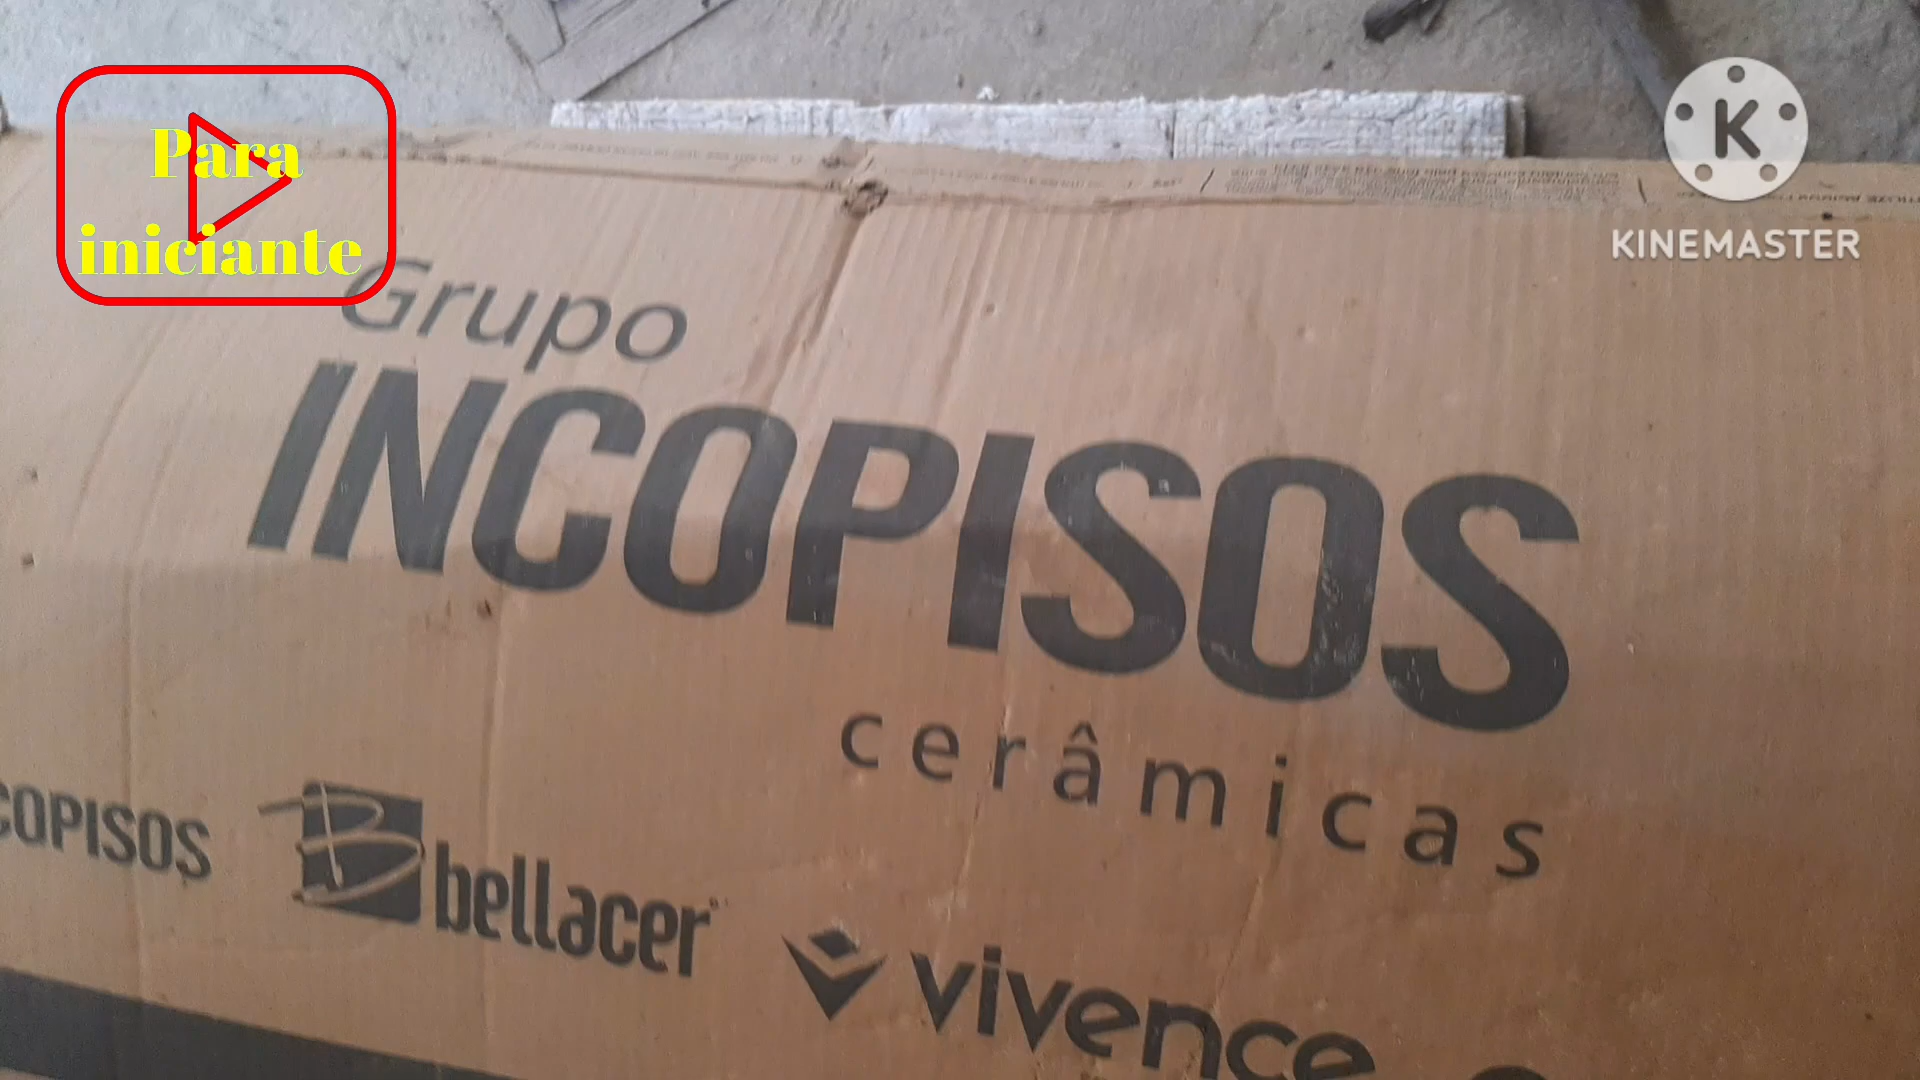 Para
iniciante
KINEMASTER
Grupo
INCOPISOS
cerâmicas
COPISOS
bellacer
vivence